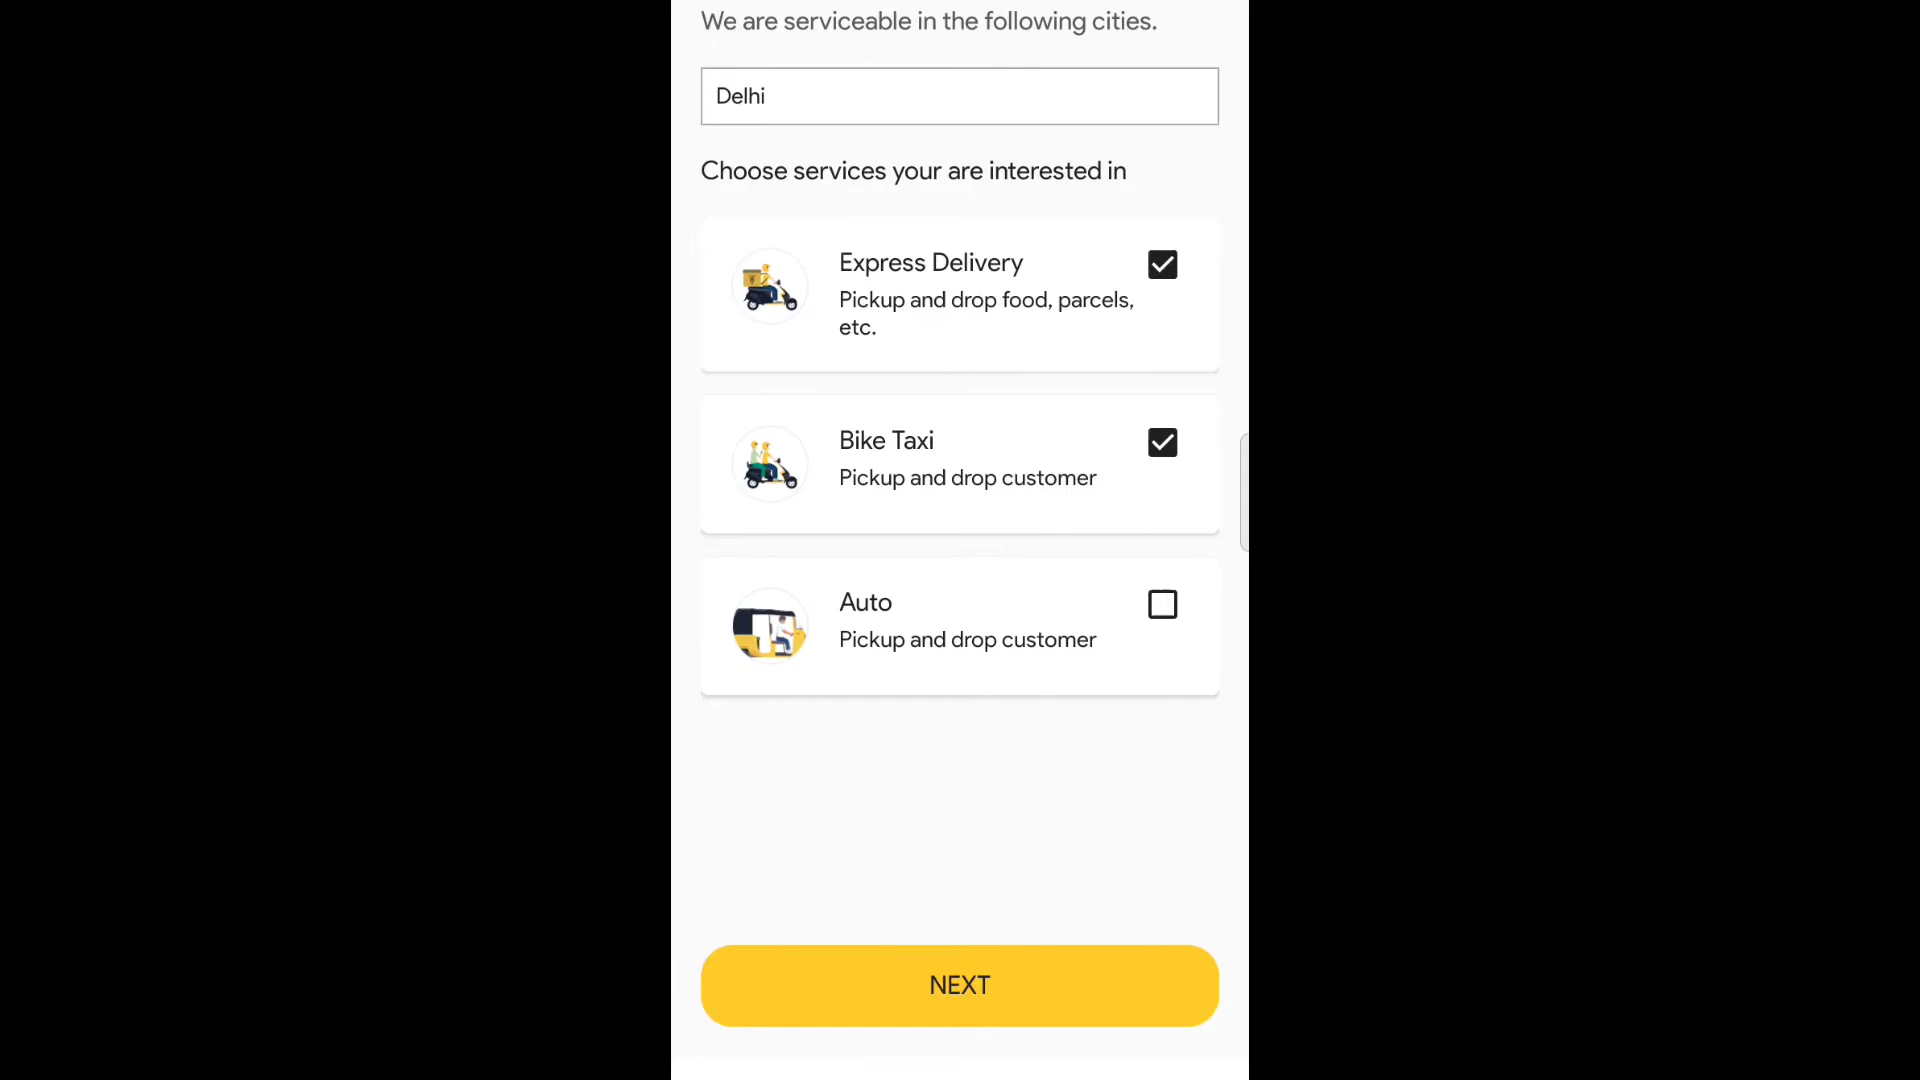 We are serviceable in the following cities.
Delhi
Choose services your are interested in
Express Delivery
Pickup and drop food, parcels,
etc.
Bike Taxi
Pickup and drop customer
Auto
Pickup and drop customer
NEXT